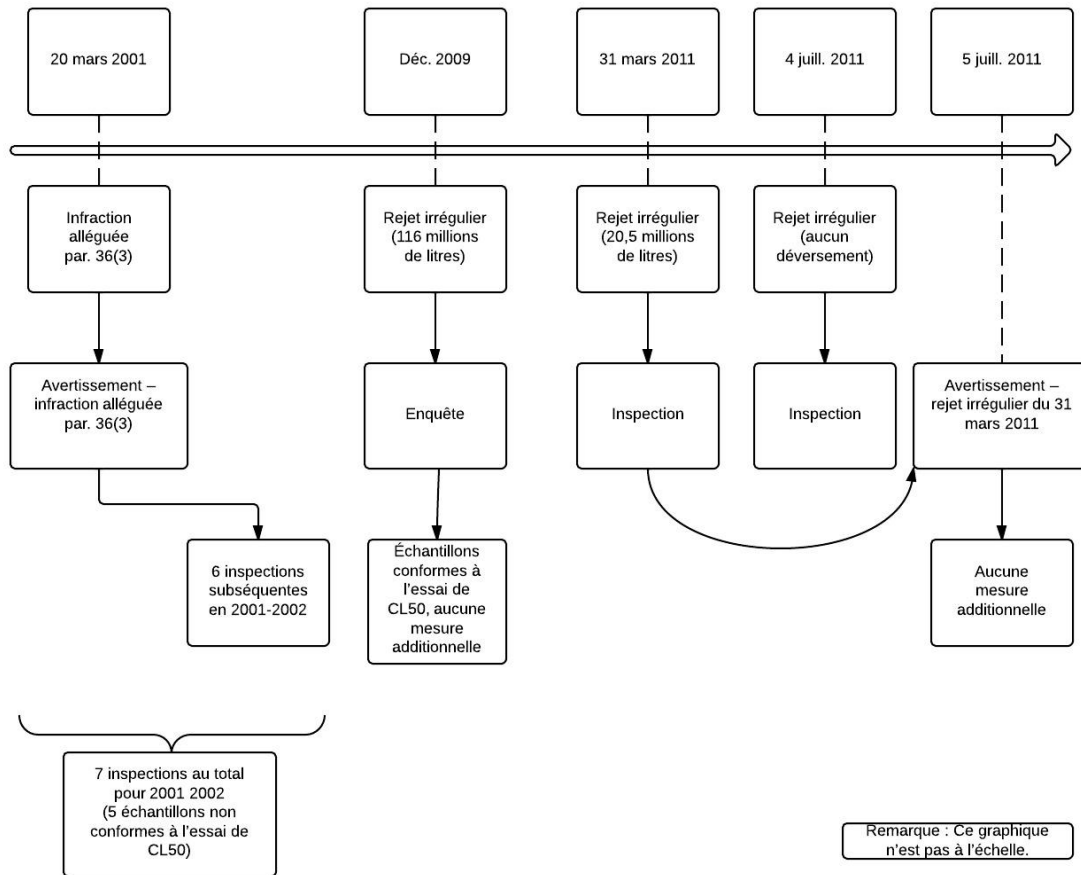 20 mars 2001
Déc. 2009
31 mars 2011
4 juill. 2011
5 juill. 2011
Infraction
alléguée
par. 36(3)
Rejet irrégulier
(116 millions
de litres)
Rejet irrégulier
(20,5 millions
de litres)
Rejet irrégulier
(aucun
déversement)
Avertissement –
infraction alléguée
par. 36(3)
Enquête
Inspection
Inspection
Avertissement –
rejet irrégulier du 31
mars 2011
6 inspections
subséquentes
en 2001-2002
Échantillons
conformes à
l’essai de
CL50, aucune
mesure
additionnelle
Aucune
mesure
additionnelle
7 inspections au total
pour 2001 2002
(5 échantillons non
conformes à l’essai de
CL50)
Remarque : Ce graphique
n’est pas à l’échelle.